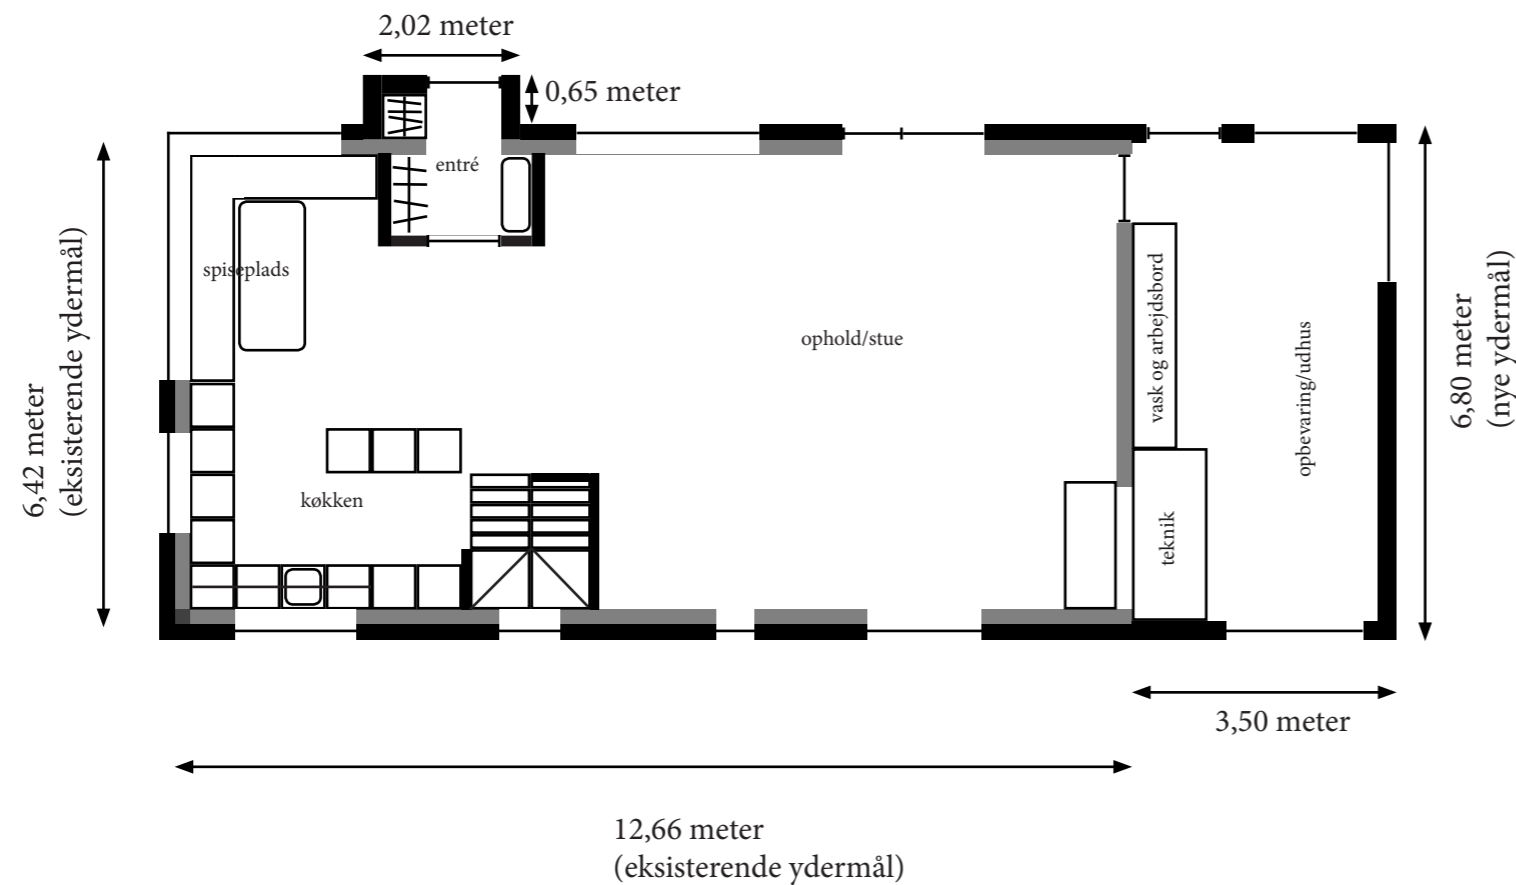 2,02 meter
0,65 meter
entré
spiseplads
ophold/stue
vask og arbejdsbord
opbevaring/udhus
6,42 meter
(eksisterende ydermål)
6,80 meter
(nye ydermål)
køkken
teknik
3,50 meter
12,66 meter
(eksisterende ydermål)